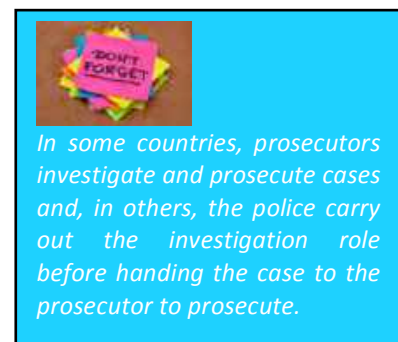 DON'T
FORGET
In some countries, prosecutors
investigate and prosecute cases
and, in others, the police carry
out the investigation role
before handing the case to the
prosecutor to prosecute.